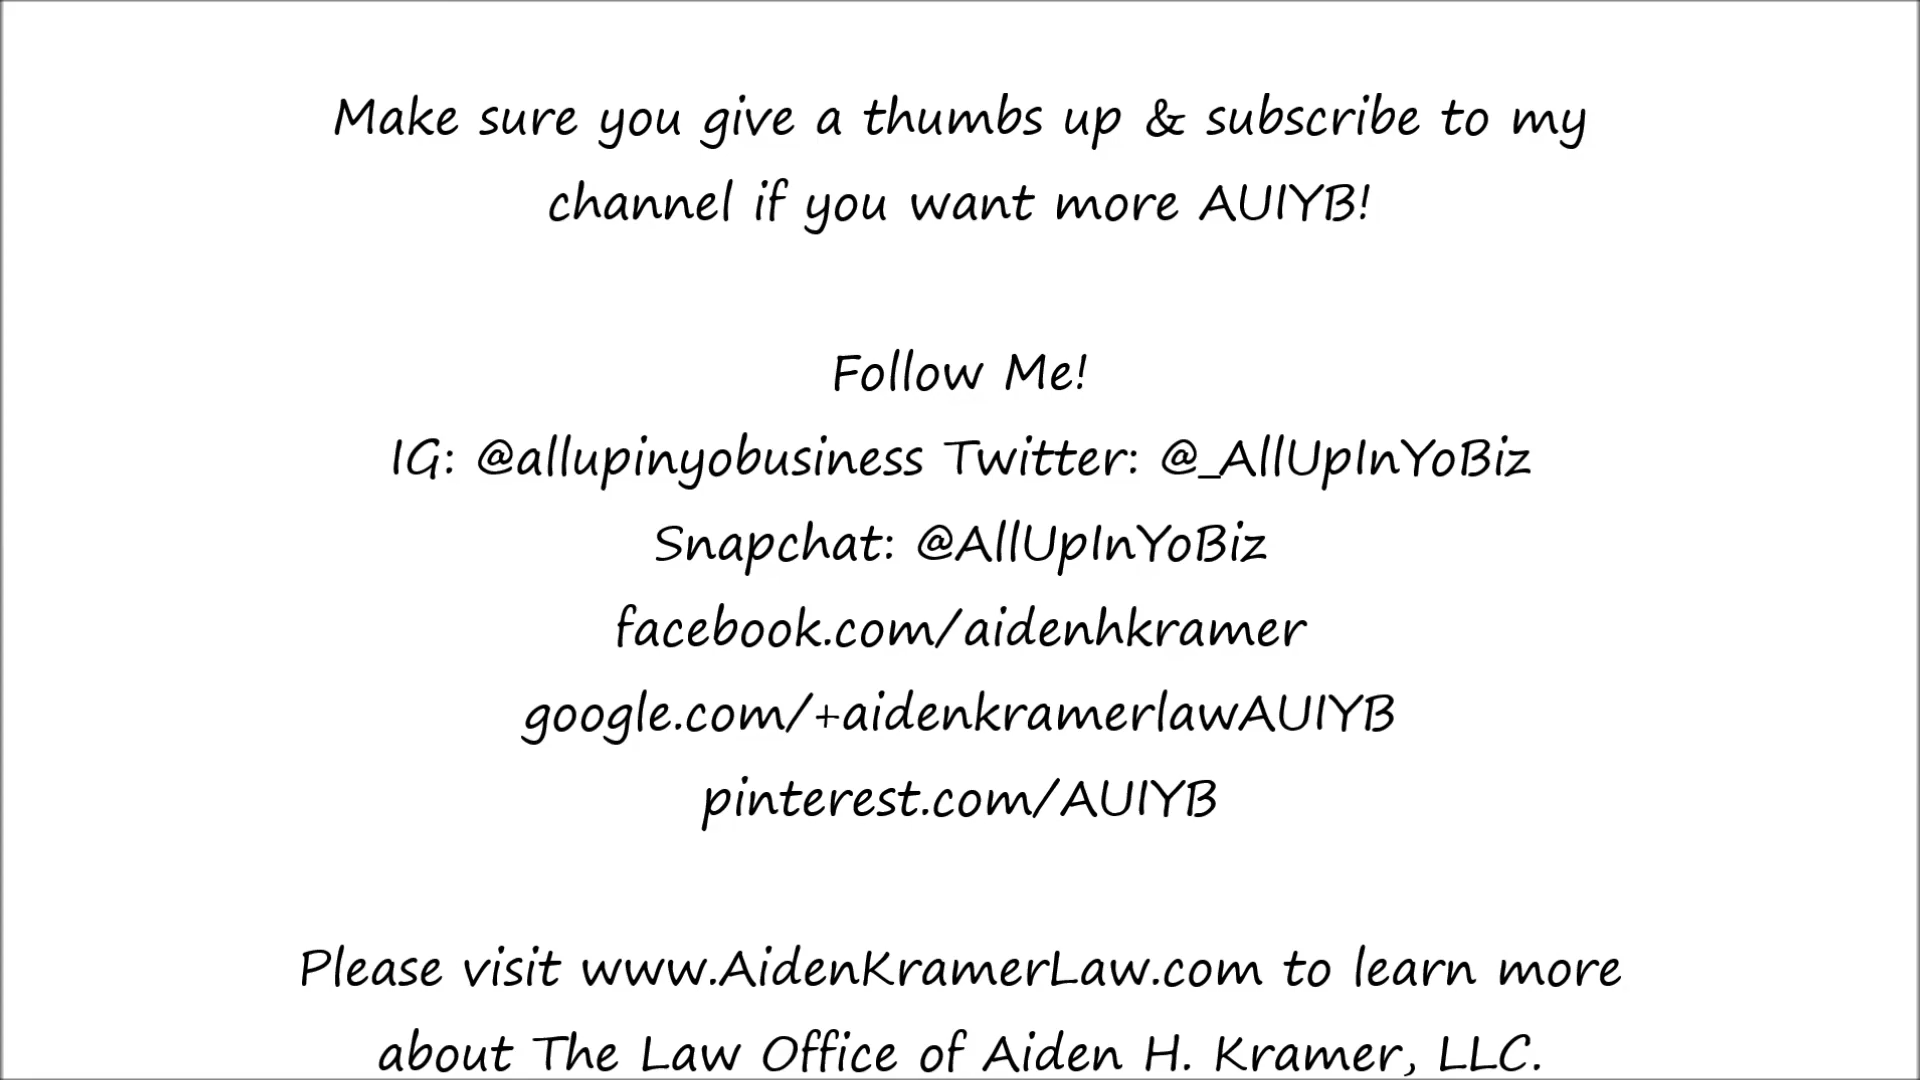 Make sure you give a thumbs up & subscribe to my
channel if you want more AUIYB!
Follow Me!
IG: @allupinyobusiness Twitter: @_AllUpInYoBiz
Snapchat: @AllUpInYoBiz
facebook.com/aidenhkramer
google.com/+aidenkramerlawAUIYB
pinterest.com/AUIYB
Please visit www.AidenKramerLaw.com to learn more
about The Law Office of Aiden H. Kramer, LLC.